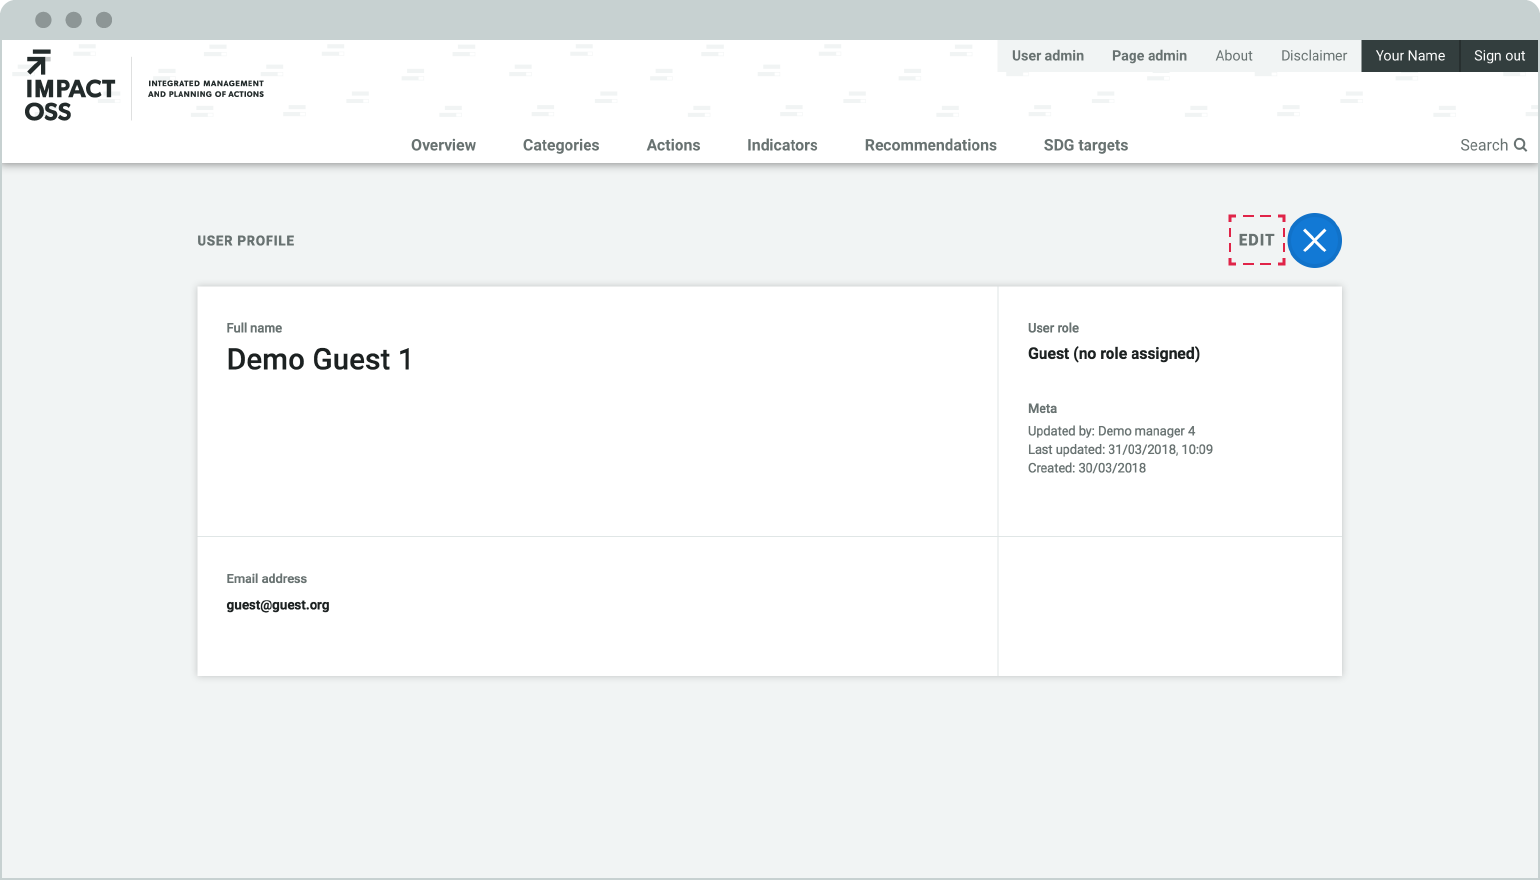 User admin Page admin About Disclaimer Your Name Sign out
IMPACT
OSS
INTEGRATED MANAGEMENT
AND PLANNING OF ACTIONS
Overview Categories Actions Indicators Recommendations SDG targets Search
USER PROFILE
EDIT
Full name
Demo Guest 1
User role
Guest (no role assigned)
Meta
Updated by: Demo manager 4
Last updated: 31/03/2018, 10:09
Created: 30/03/2018
Email address
guest@guest.org